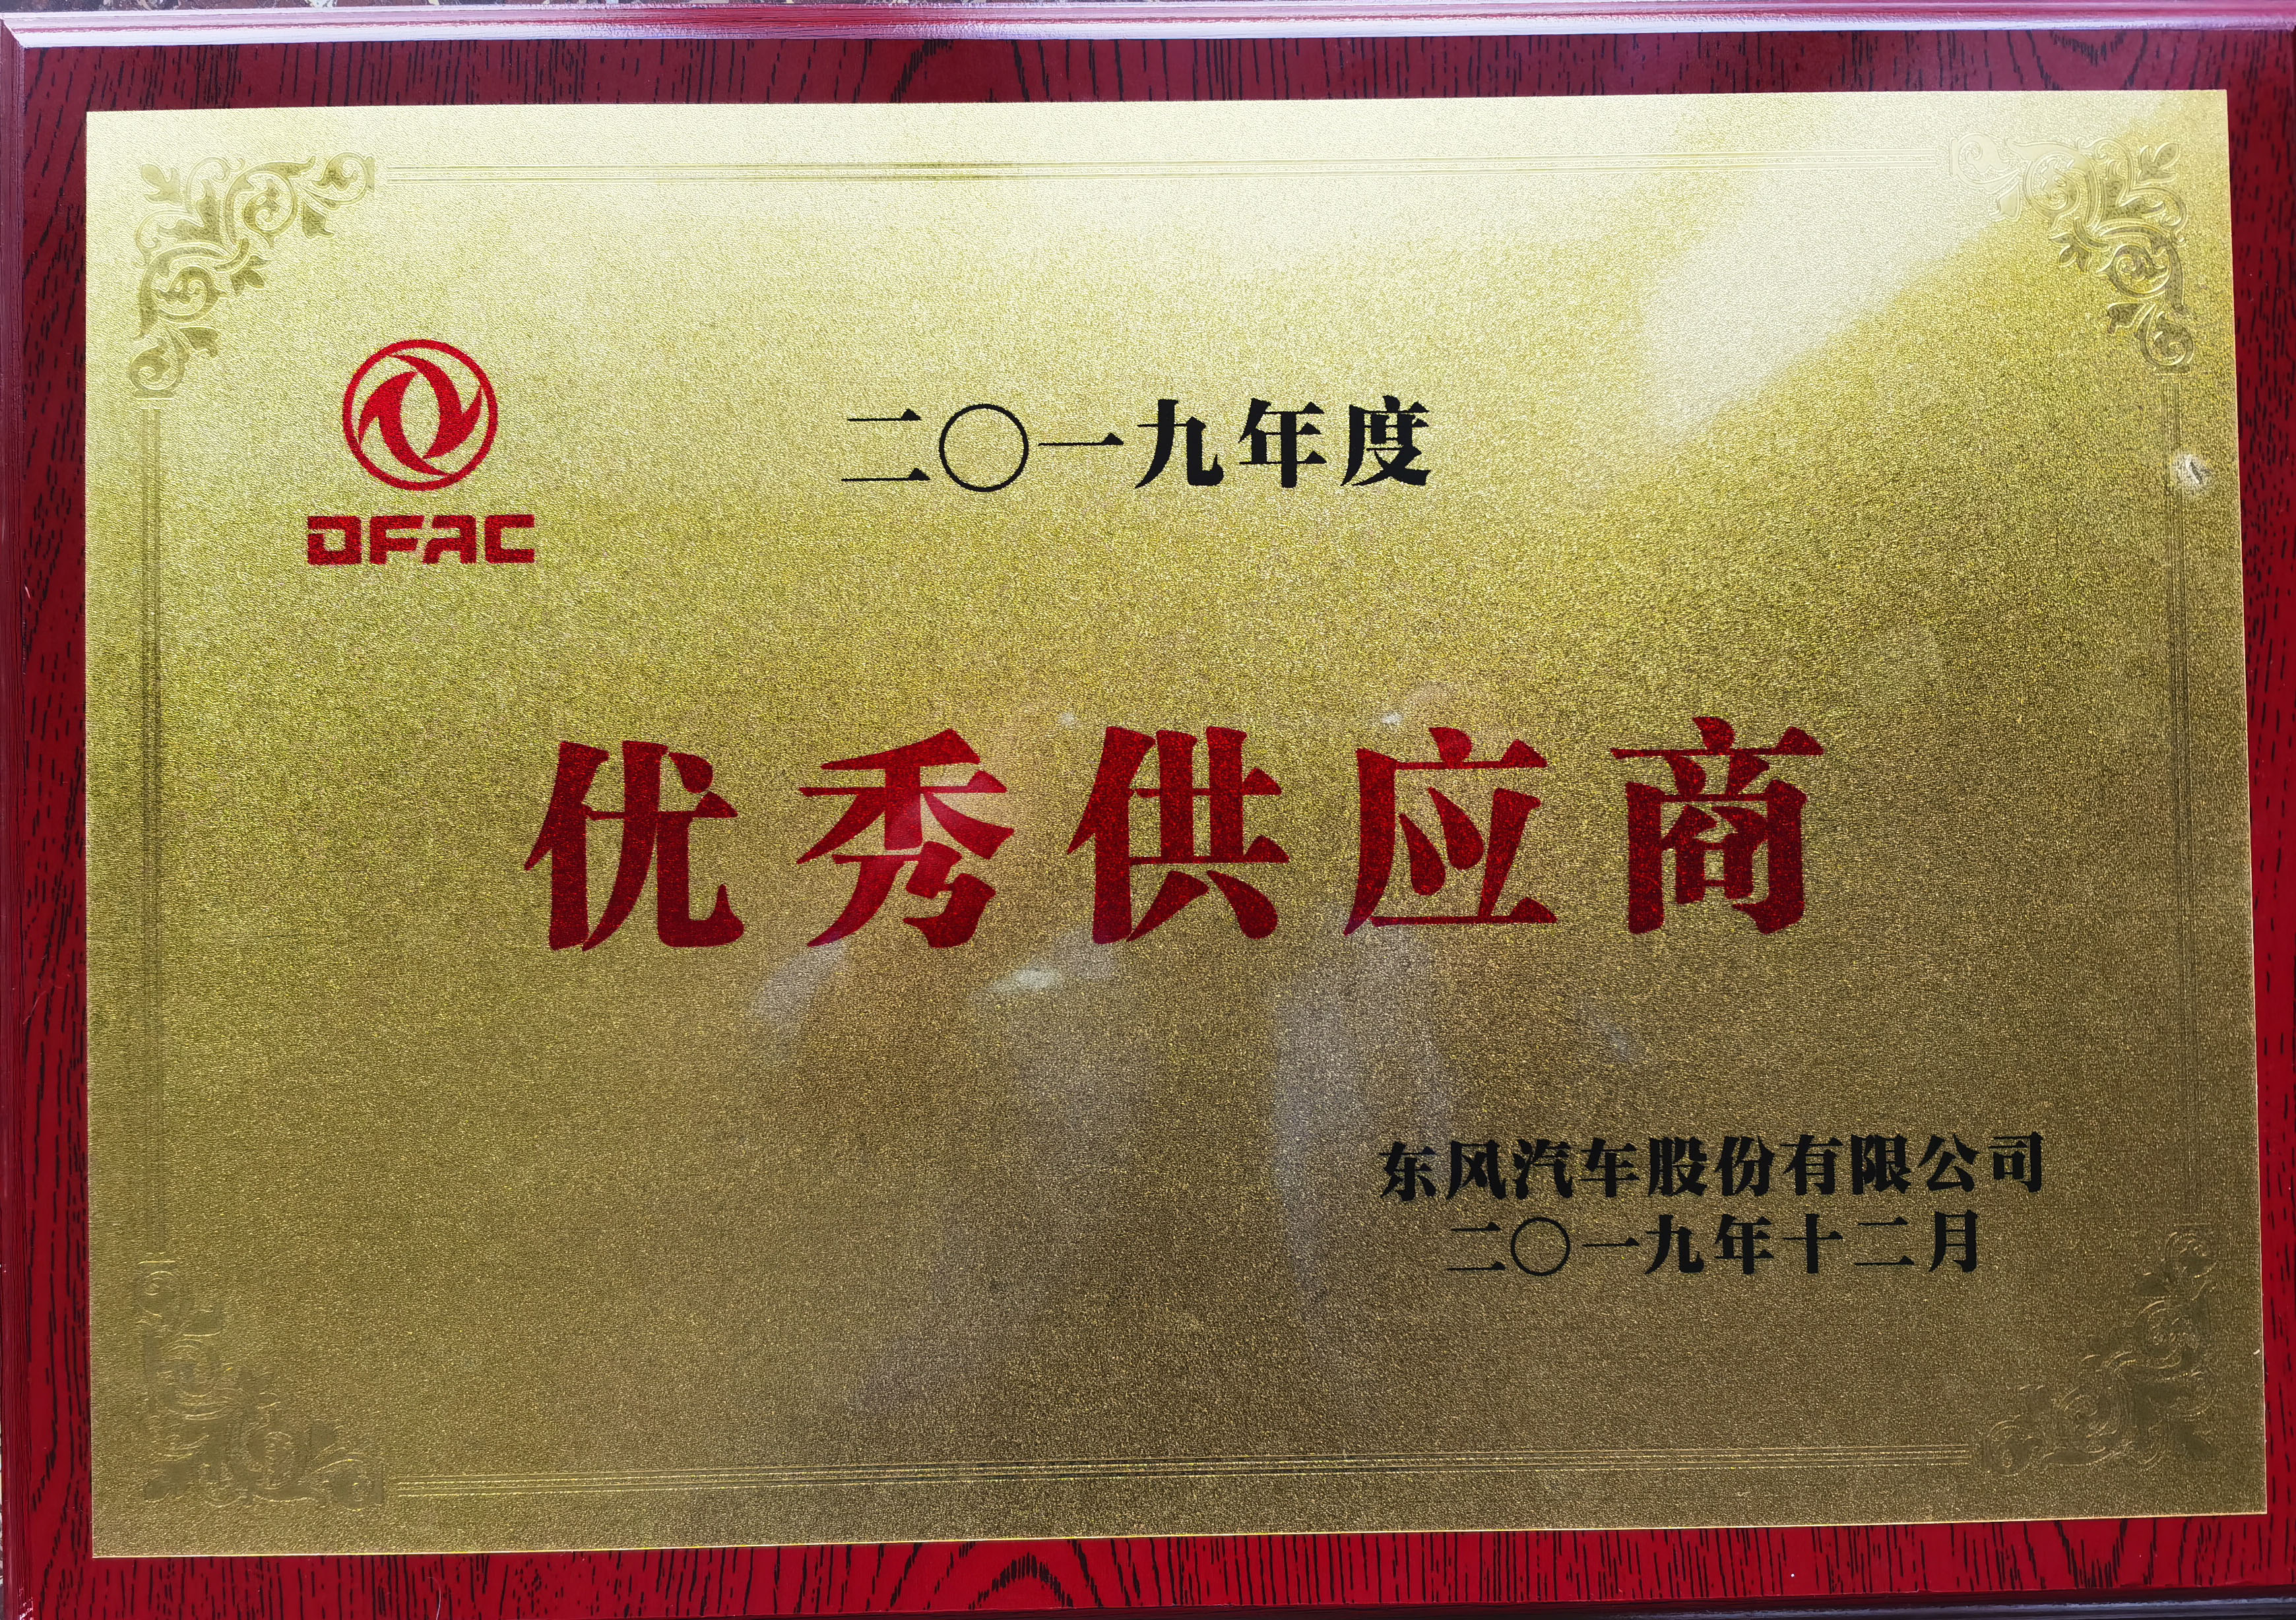 DFAC
二〇一九年度
优秀供应商
东风汽车股份有限公司
二〇一九年十二月